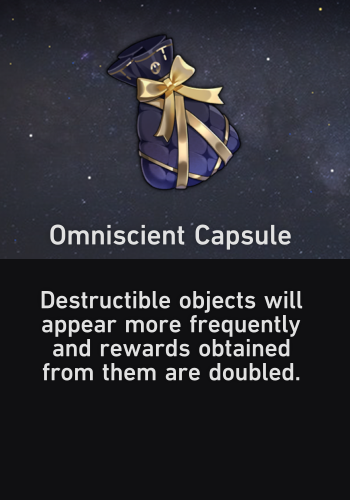 Omniscient Capsule
Destructible objects will
appear more frequently
and rewards obtained
from them are doubled.